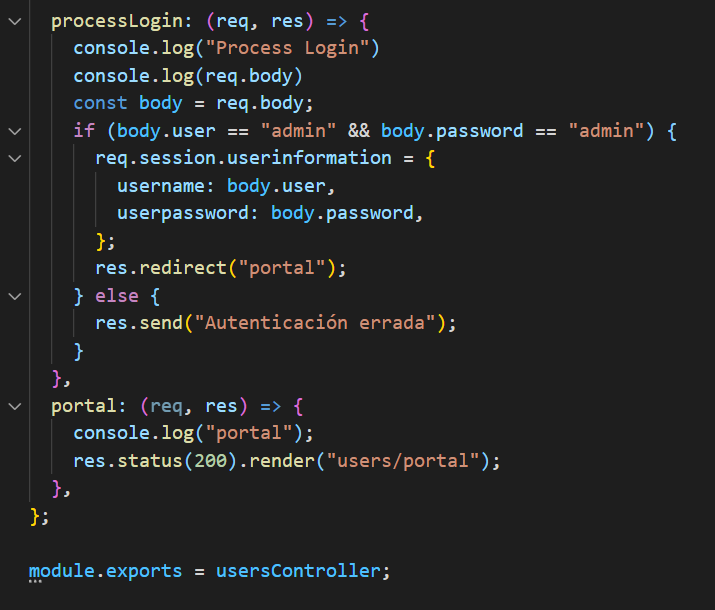 processLogin: (req, res) => {
console.log("Process Login")
console.log(req.body)
const body = req.body;
if (body.user == "admin" && body.password == "admin") {
req.session.userinformation = {
username: body.user,
userpassword: body.password,
};
res.redirect("portal");
} else {
res.send("Autenticación errada");
}
},
portal: (req, res) => {
console.log("portal");
res.status(200).render("users/portal");
},
};
module.exports = usersController;